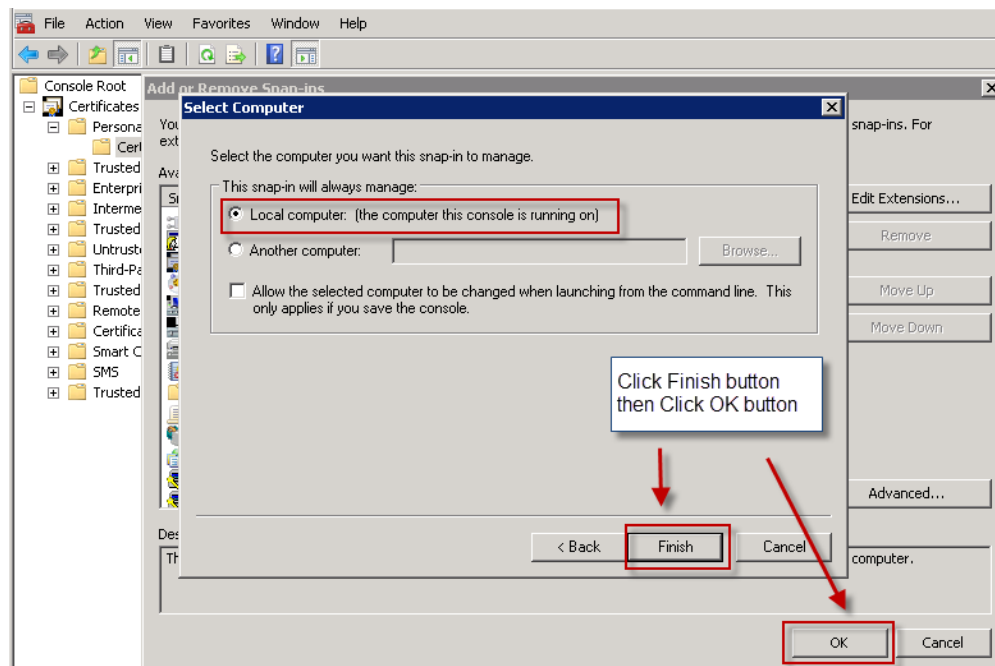 File Action View Favorites Window Help
Console Root
Certificates
Persona
Cert
Trusted
Enterpri
Interme
Trusted
Untruste
Third-Pa
Trusted
Remote
Certifica
Smart C
SMS
Trusted
Add or Remove Snap-ins
You
snap-ins. For
ext
Ava
Sn
Select Computer
Select the computer you want this snap-in to manage.
This snap-in will always manage:
Local computer: (the computer this console is running on)
Another computer:
Browse...
Allow the selected computer to be changed when launching from the command line. This
only applies if you save the console.
Click Finish button
then Click OK button
< Back Finish Cancel
Edit Extensions...
Remove
Move Up
Move Down
Advanced...
Des
Th
computer.
OK Cancel